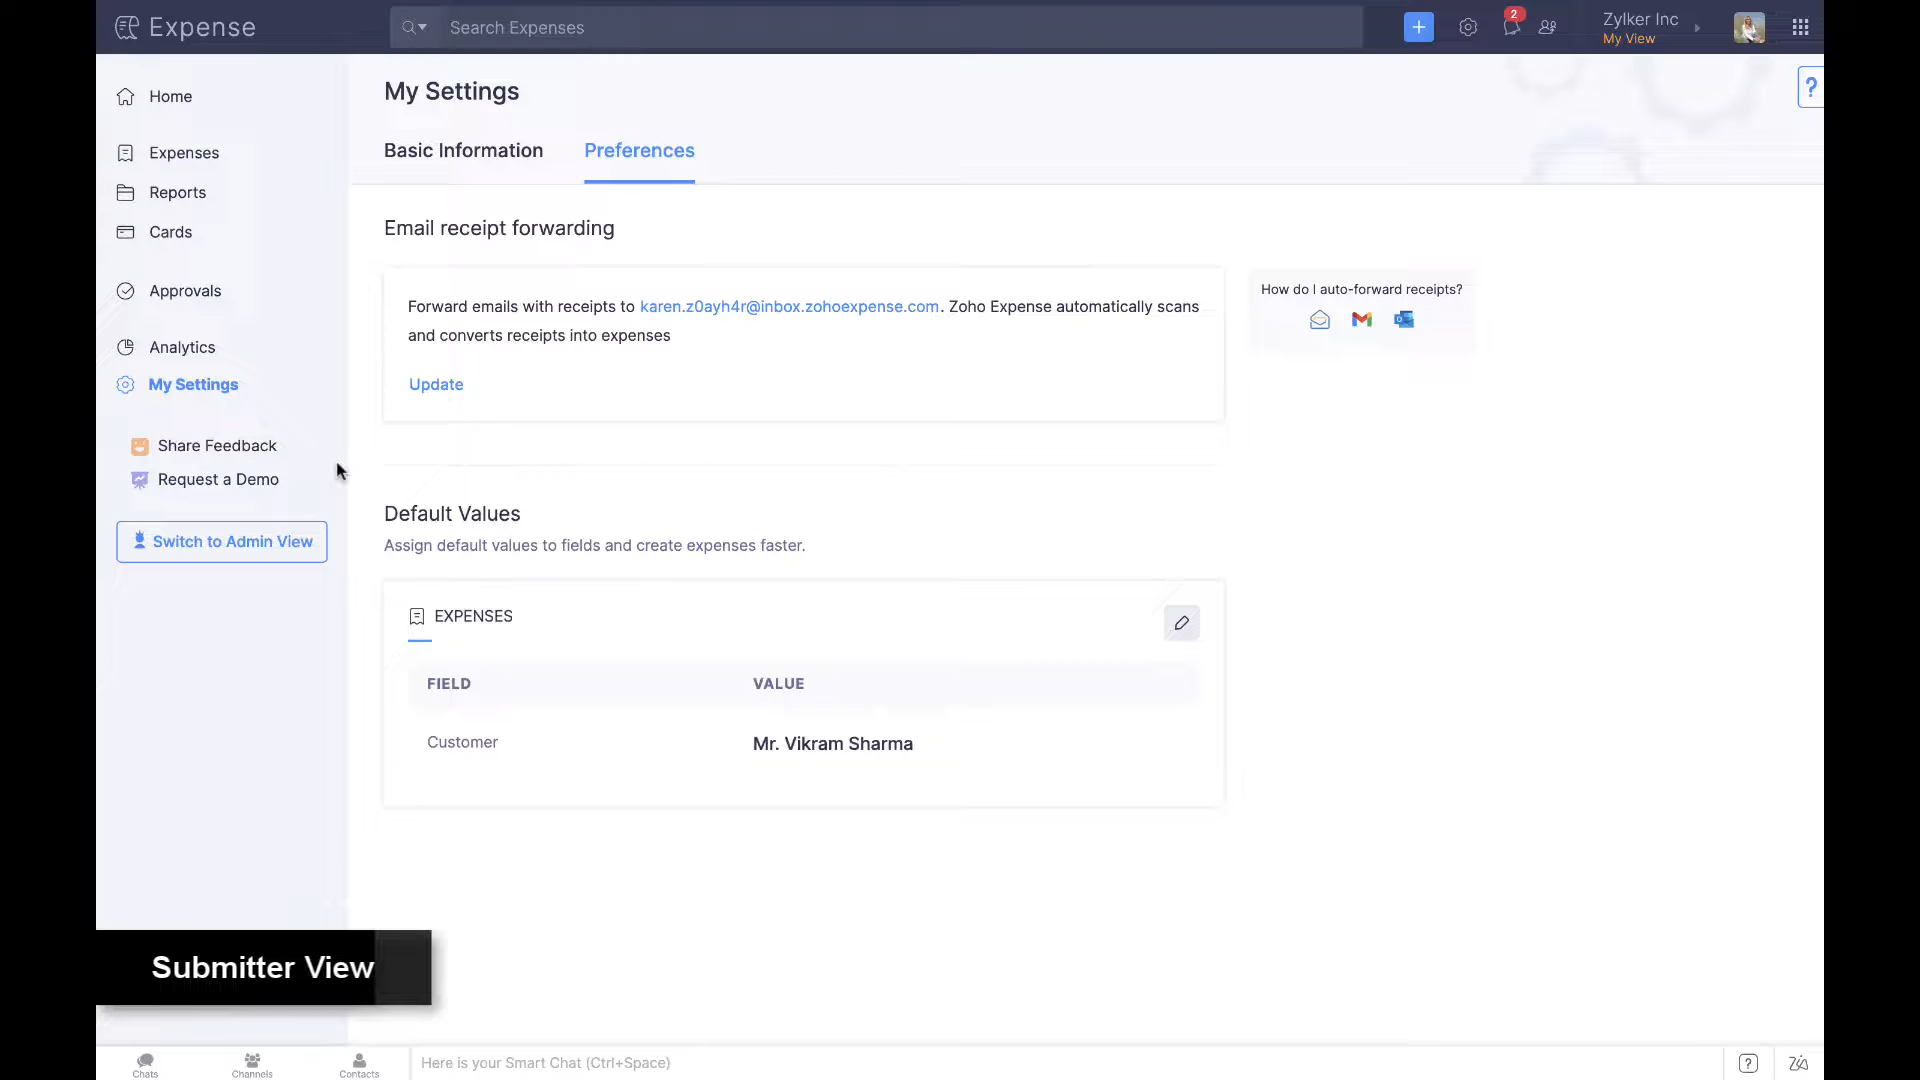 Expense
Search Expenses
2
Zylker Inc
My View
Home
Expenses
Reports
Cards
Approvals
Analytics
My Settings
Share Feedback
Request a Demo
Switch to Admin View
My Settings
?
Basic Information
Preferences
Email receipt forwarding
Forward emails with receipts to karen.z0ayh4r@inbox.zohoexpense.com. Zoho Expense automatically scans
and converts receipts into expenses
Update
How do I auto-forward receipts?
Default Values
Assign default values to fields and create expenses faster.
EXPENSES
FIELD VALUE
Customer Mr. Vikram Sharma
Submitter View
Chats
Channels
Contacts
Here is your Smart Chat (Ctrl+Space)
?